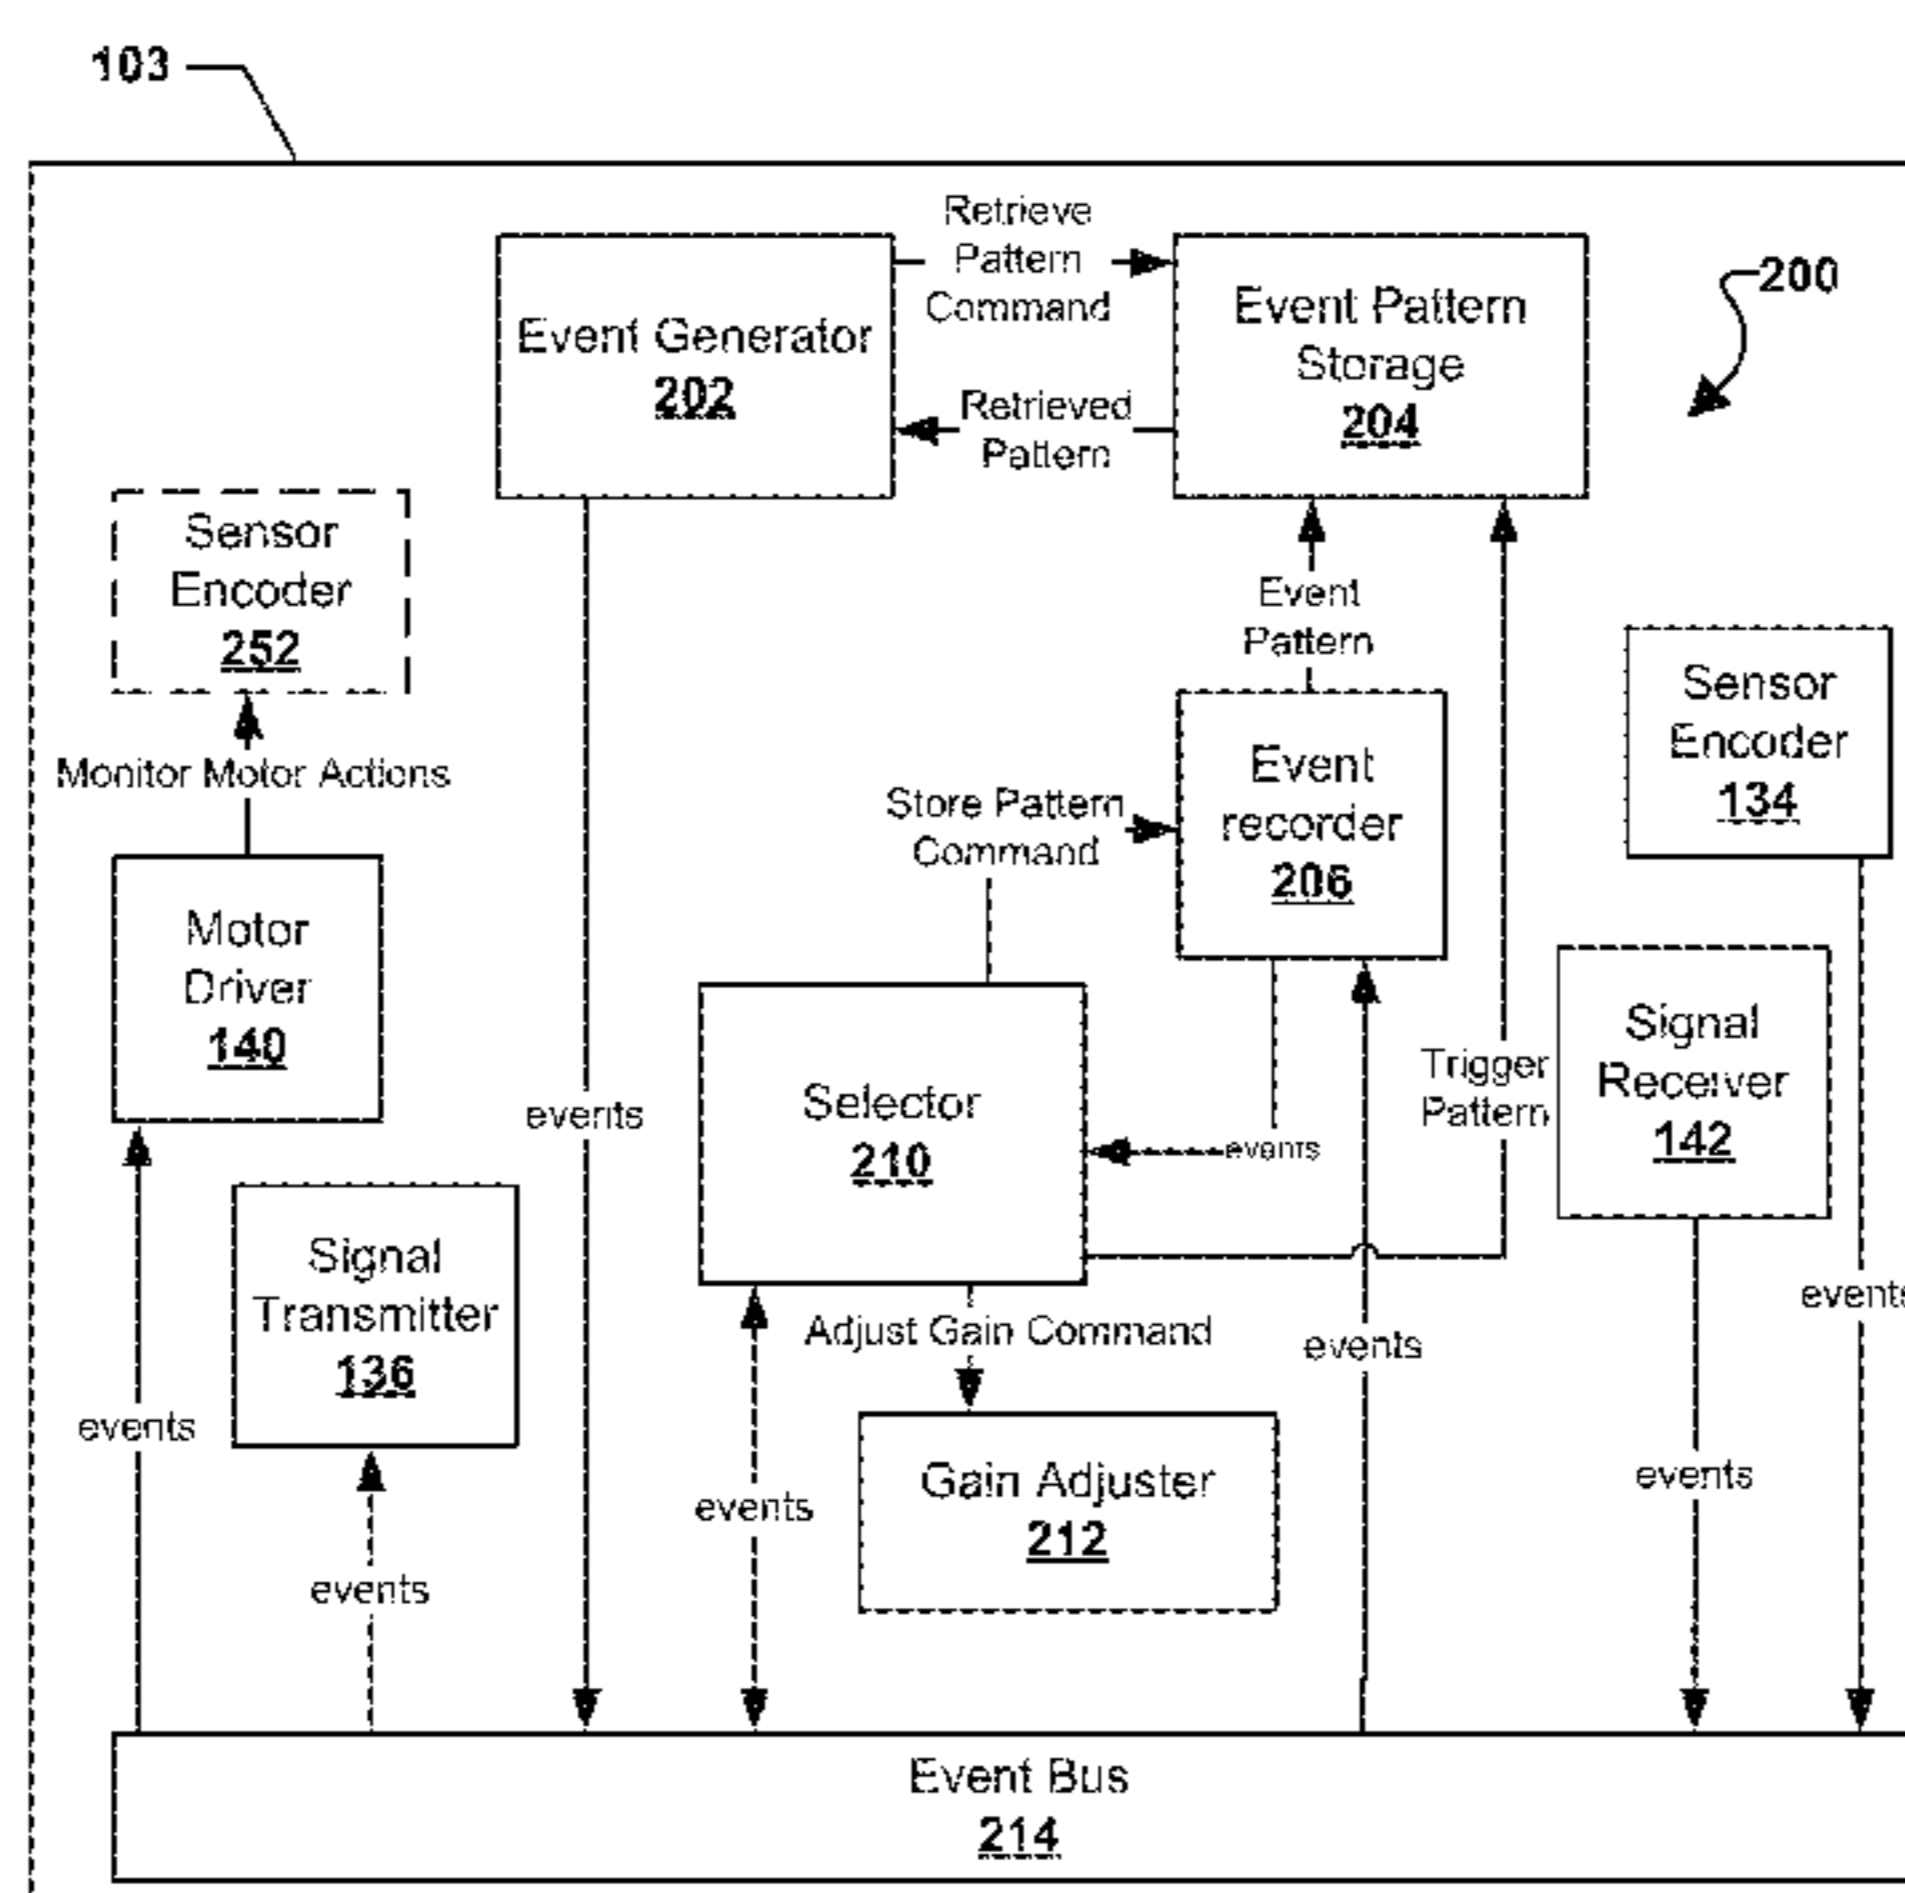 103
200
Retrieve
Pattern
Command
Event Generator
202
Retrieved
Pattern
Event Pattern
Storage
204
Sensor
Encoder
252
Monitor Motor Actions
Event
Pattern
Sensor
Encoder
134
Store Pattern
Command
Event
recorder
206
Motor
Driver
140
Signal
Receiver
142
Selector
210
events
events
Trigger
Pattern
Signal
Transmitter
136
Adjust Gain Command
events
events
events
events
events
events
events
Gain Adjuster
212
Event Bus
214